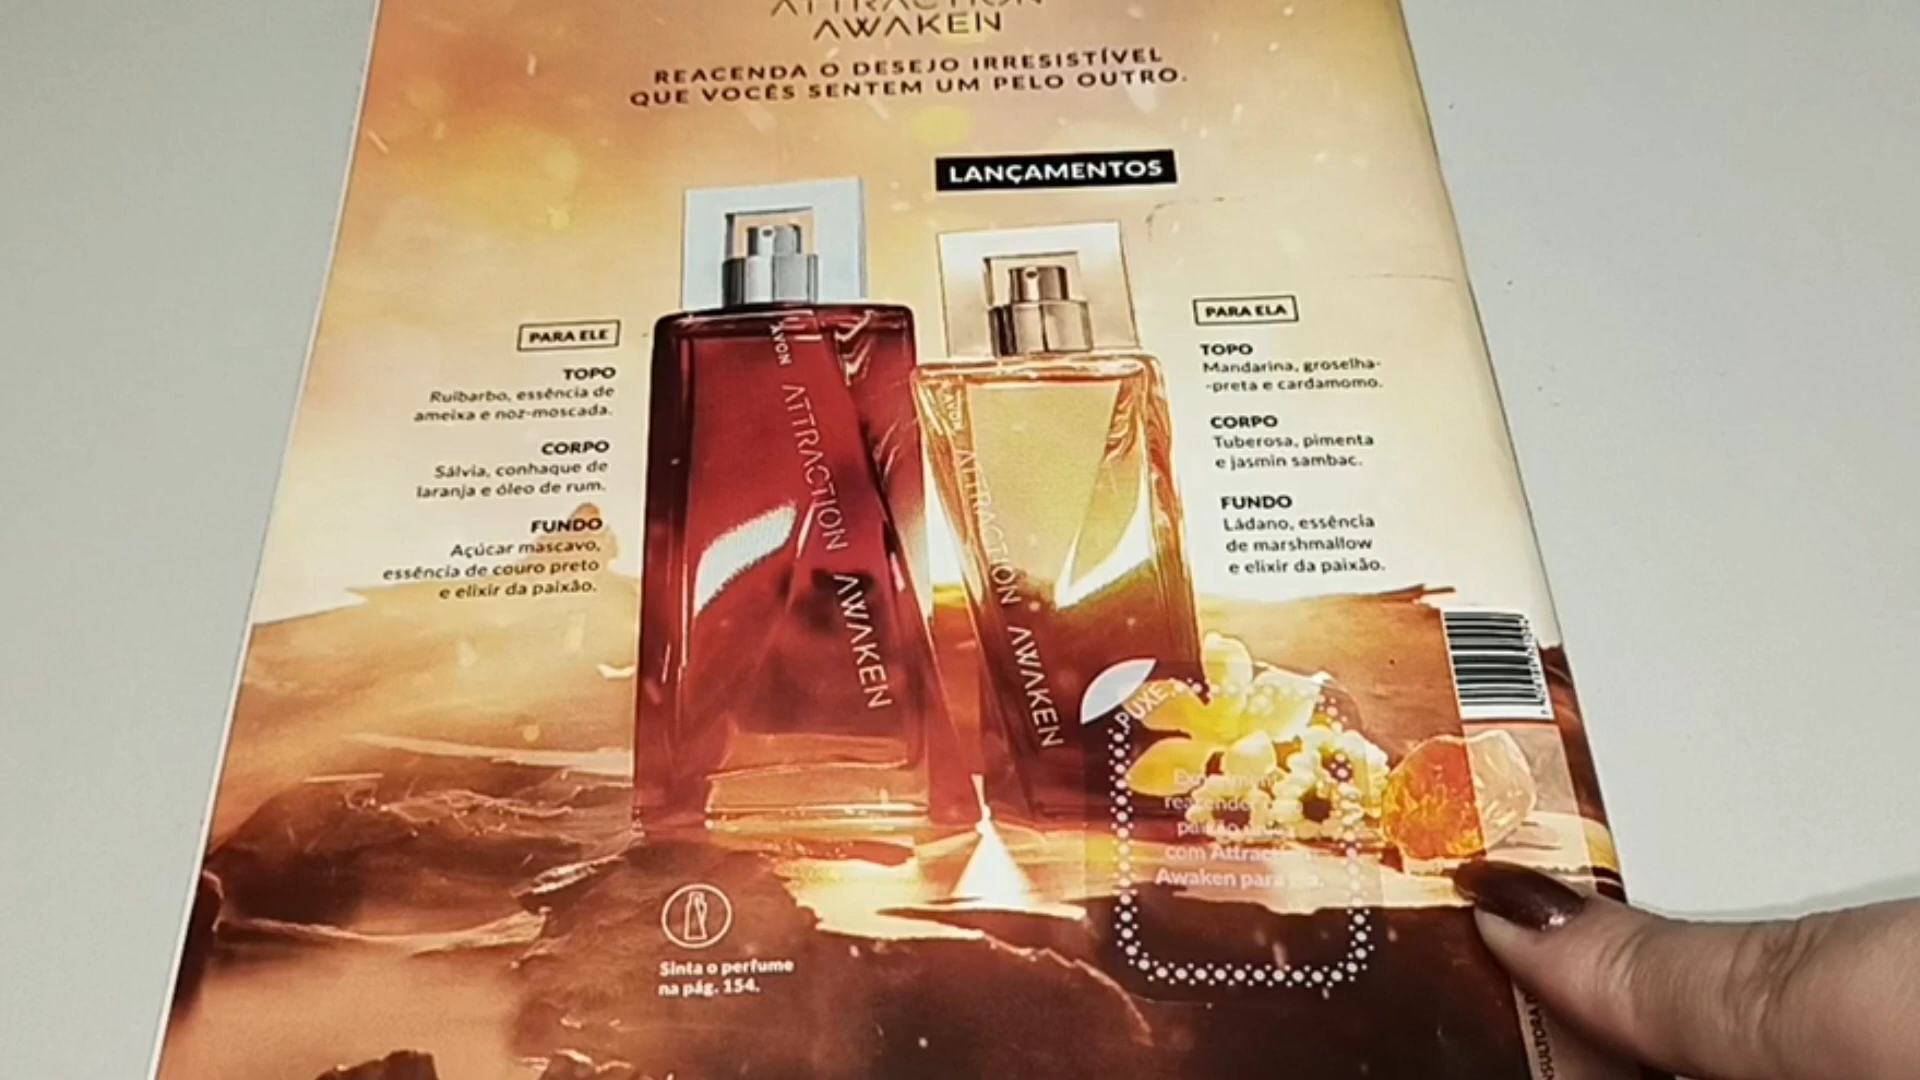 ATTRACTION
AWAKEN
REACENDA O DESEJO IRRESISTÍVEL
QUE VOCÊS SENTEM UM PELO OUTRO.
LANÇAMENTOS
PARA ELE
TOPO
Ruibarbo, essência de
ameixa e noz-moscada.
CORPO
Sálvia, conhaque de
laranja e óleo de rum.
FUNDO
Açúcar mascavo,
essência de couro preto
e elixir da paixão.
AVON
ATTRACTION AWAKEN
AVON
ATTRACTION AWAKEN
PARA ELA
TOPO
Mandarina, groselha-
-preta e cardamomo.
CORPO
Tuberosa, pimenta
e jasmin sambac.
FUNDO
Ládano, essência
de marshmallow
e elixir da paixão.
PUXE
com
Awaken para
Sinta o perfume
na pág. 154.